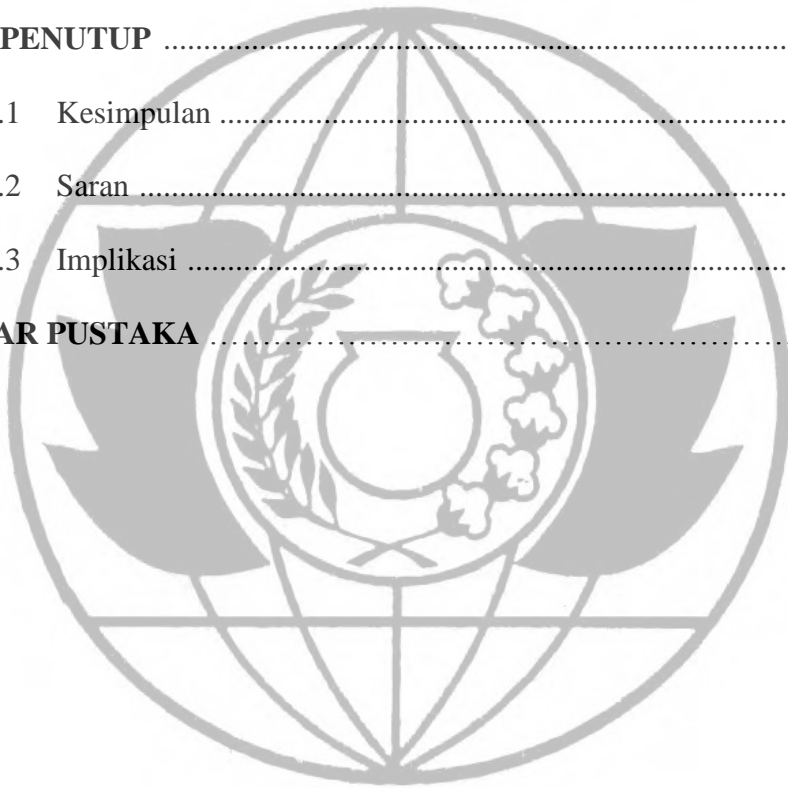 PENUTUP ..........................................................................................
.1 Kesimpulan ..........................................................................................
.2 Saran ..........................................................................................
.3 Implikasi ..........................................................................................
AR PUSTAKA ..........................................................................................